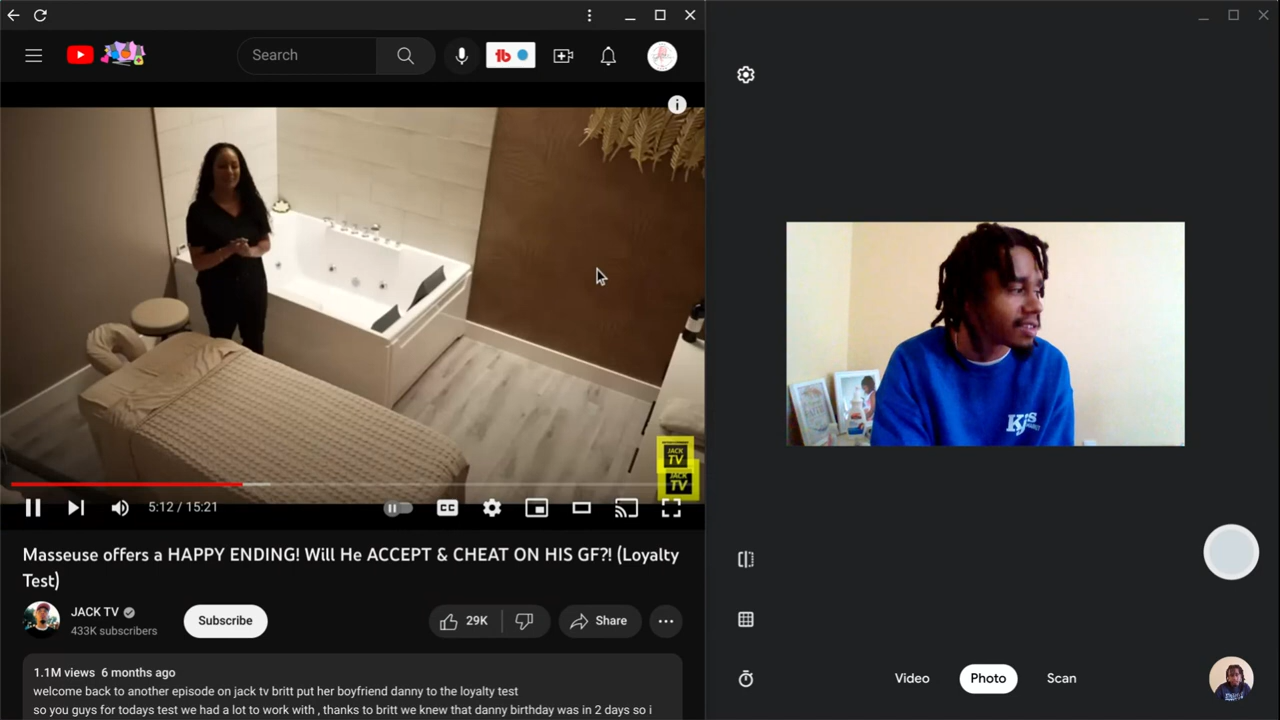 Search
JACK
TV
JACK
TV
5:12 / 15:21
CC
Masseuse offers a HAPPY ENDING! Will He ACCEPT & CHEAT ON HIS GF?! (Loyalty
Test)
JACK TV
433K subscribers
Subscribe
29K
Share
1.1M views 6 months ago
welcome back to another episode on jack tv britt put her boyfriend danny to the loyalty test
so you guys for todays test we had a lot to work with , thanks to britt we knew that danny birthday was in 2 days so i
tb
KJ's
Video
Photo
Scan